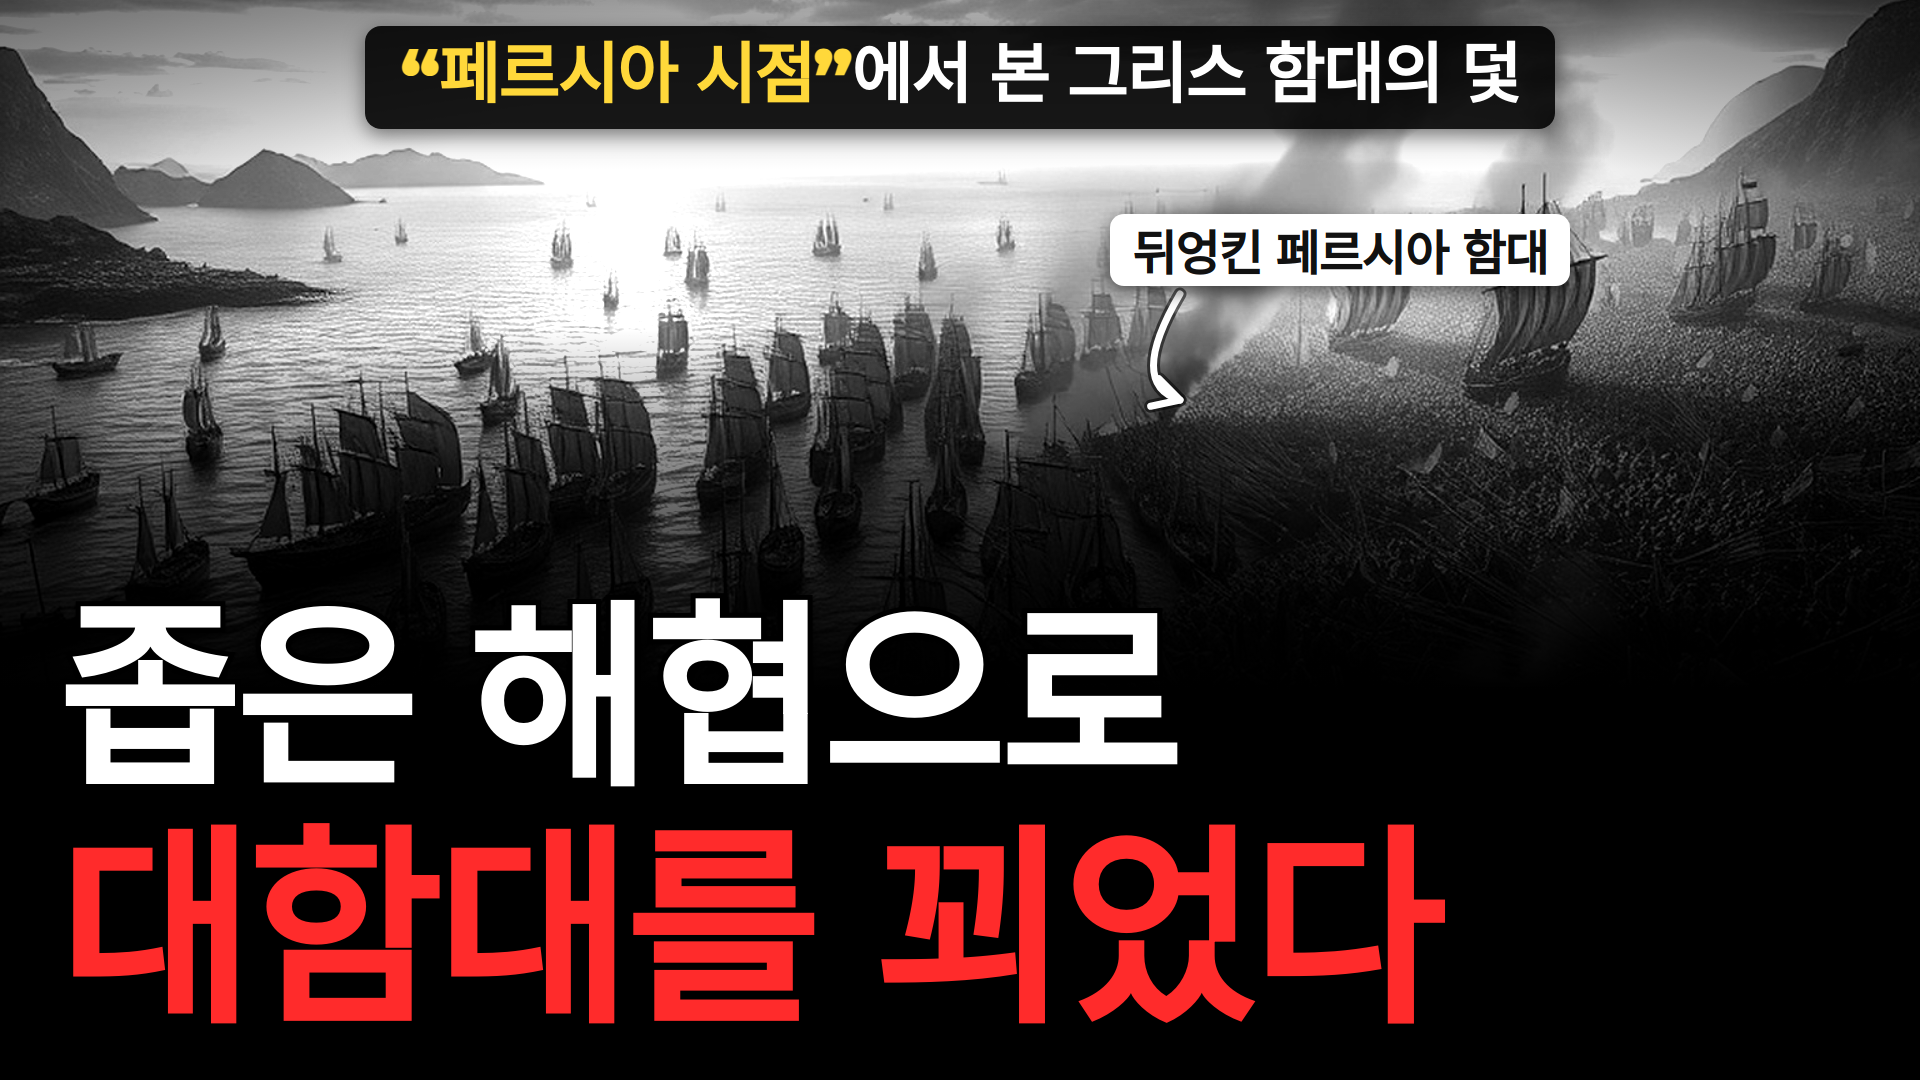 ❝페르시아 시점❞에서 본 그리스 함대의 덫
뒤엉킨 페르시아 함대
좁은 해협으로
대함대를 꾀었다